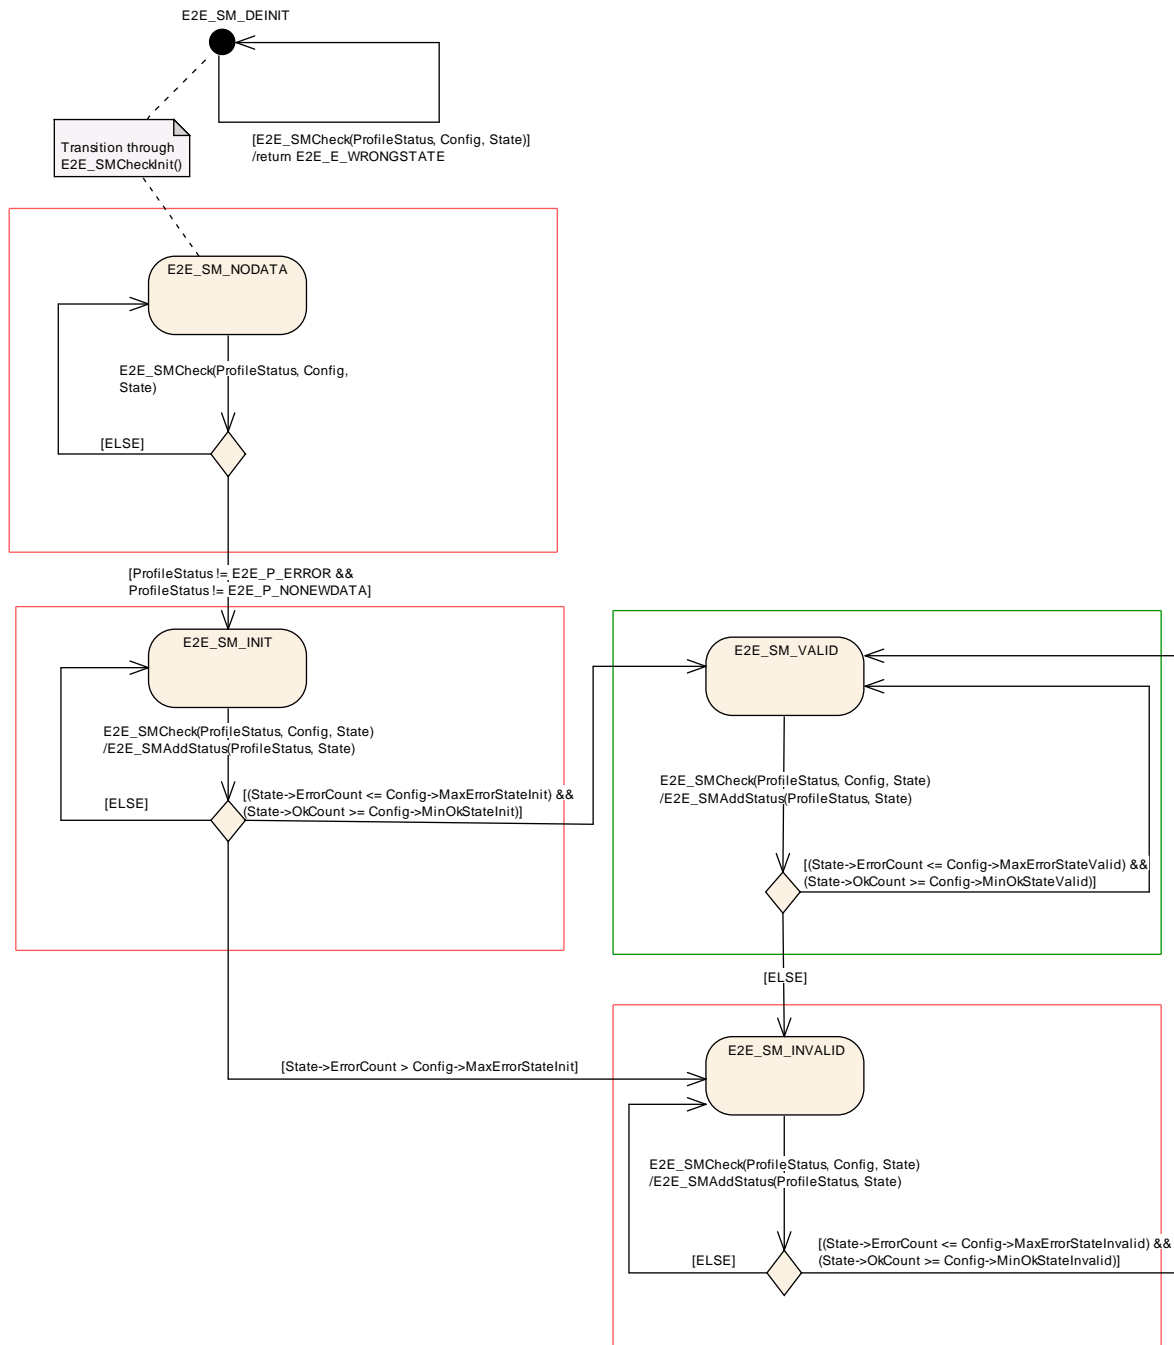 E2E_SM_DEINIT
[E2E_SMCheck(ProfileStatus, Config, State)]
/return E2E_E_WRONGSTATE
Transition through
E2E_SMCheckInit()
E2E_SM_NODATA
E2E_SMCheck(ProfileStatus, Config,
State)
[ELSE]
[ProfileStatus != E2E_P_ERROR &&
ProfileStatus != E2E_P_NONEWDATA]
E2E_SM_INIT
E2E_SMCheck(ProfileStatus, Config, State)
/E2E_SMAddStatus(ProfileStatus, State)
[ELSE]
[(State->ErrorCount <= Config->MaxErrorStateInit) &&
(State->OkCount >= Config->MinOkStateInit)]
E2E_SM_VALID
E2E_SMCheck(ProfileStatus, Config, State)
/E2E_SMAddStatus(ProfileStatus, State)
[(State->ErrorCount <= Config->MaxErrorStateValid) &&
(State->OkCount >= Config->MinOkStateValid)]
[ELSE]
[State->ErrorCount > Config->MaxErrorStateInit]
E2E_SM_INVALID
E2E_SMCheck(ProfileStatus, Config, State)
/E2E_SMAddStatus(ProfileStatus, State)
[ELSE]
[(State->ErrorCount <= Config->MaxErrorStateInvalid) &&
(State->OkCount >= Config->MinOkStateInvalid)]